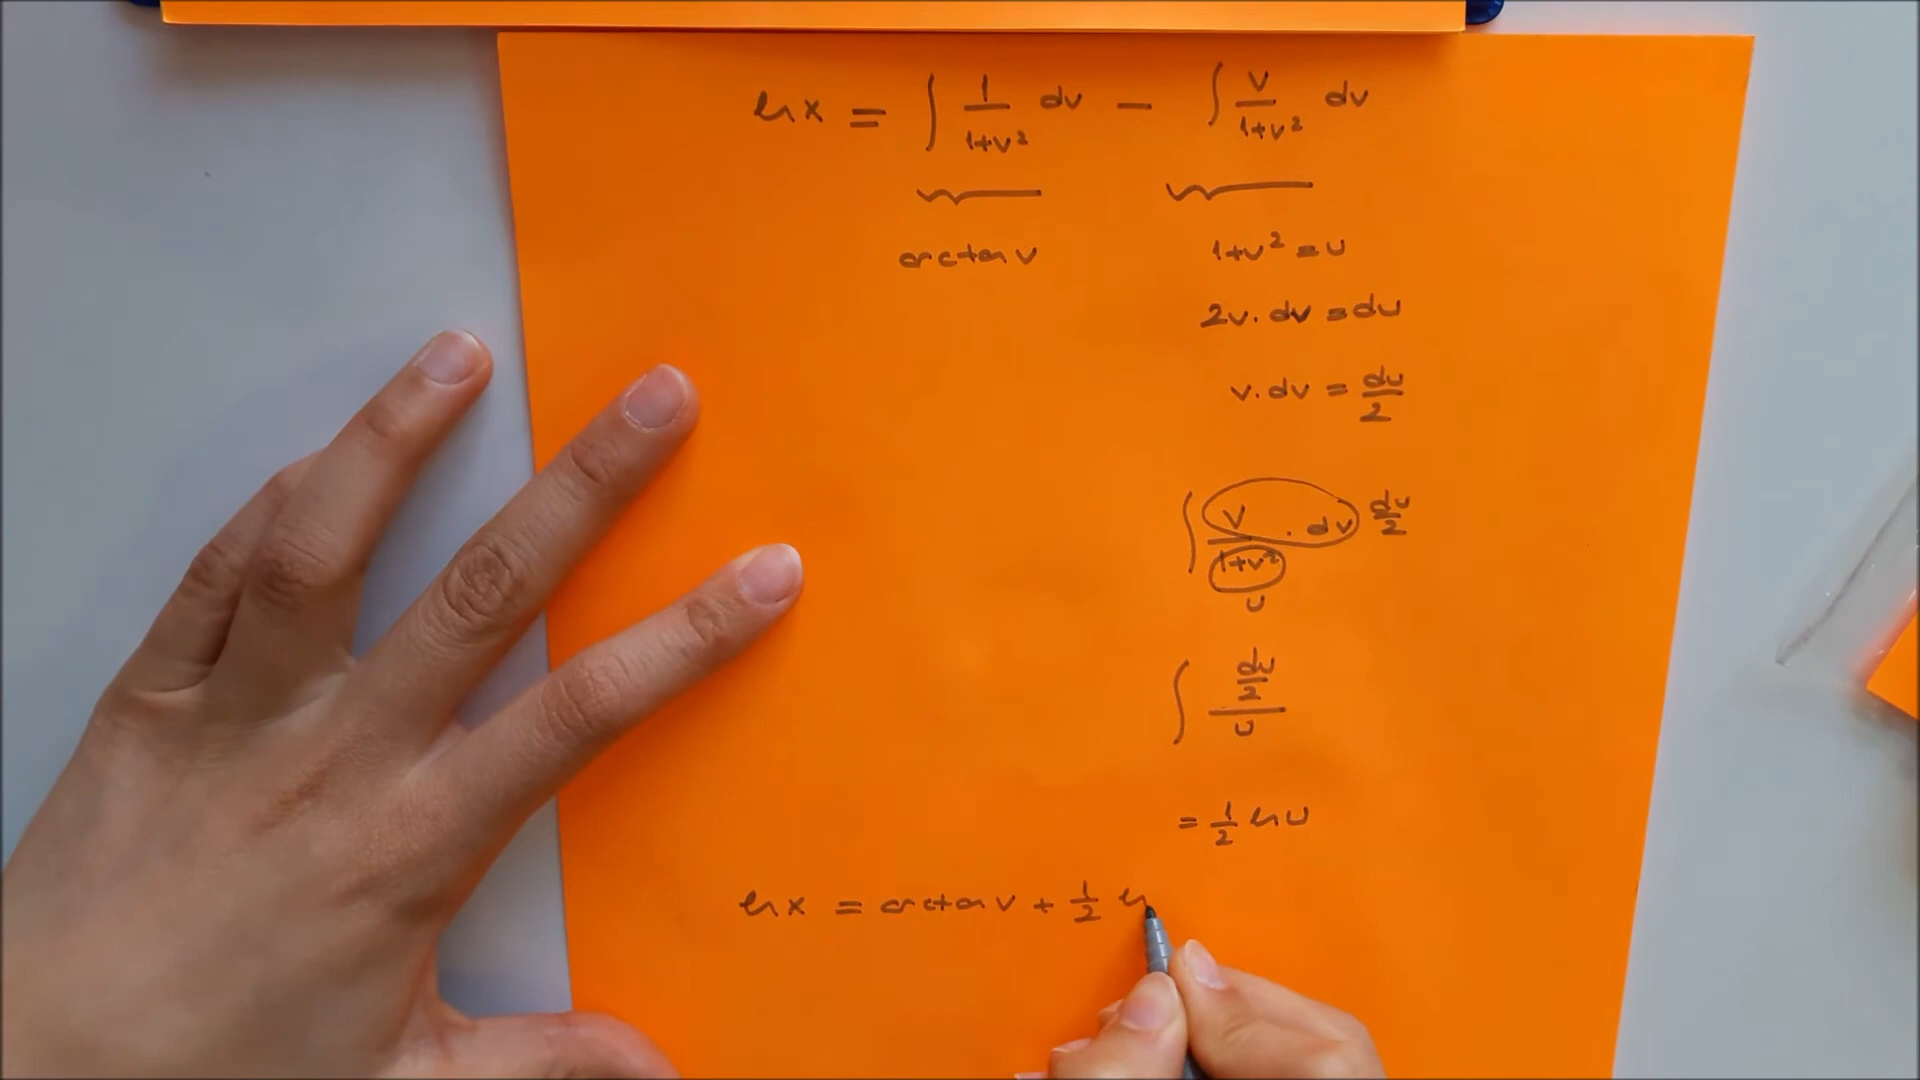 ln x = ∫ 1/(1+v²) dv − ∫ v/(1+v²) dv
arctan v
1+v² = u
2v. dv = du
v. dv = du/2
∫ v/(1+v²) . dv du/2
u
∫ (du/2)/u
= 1/2 ln u
ln x = arctan v + 1/2 ln